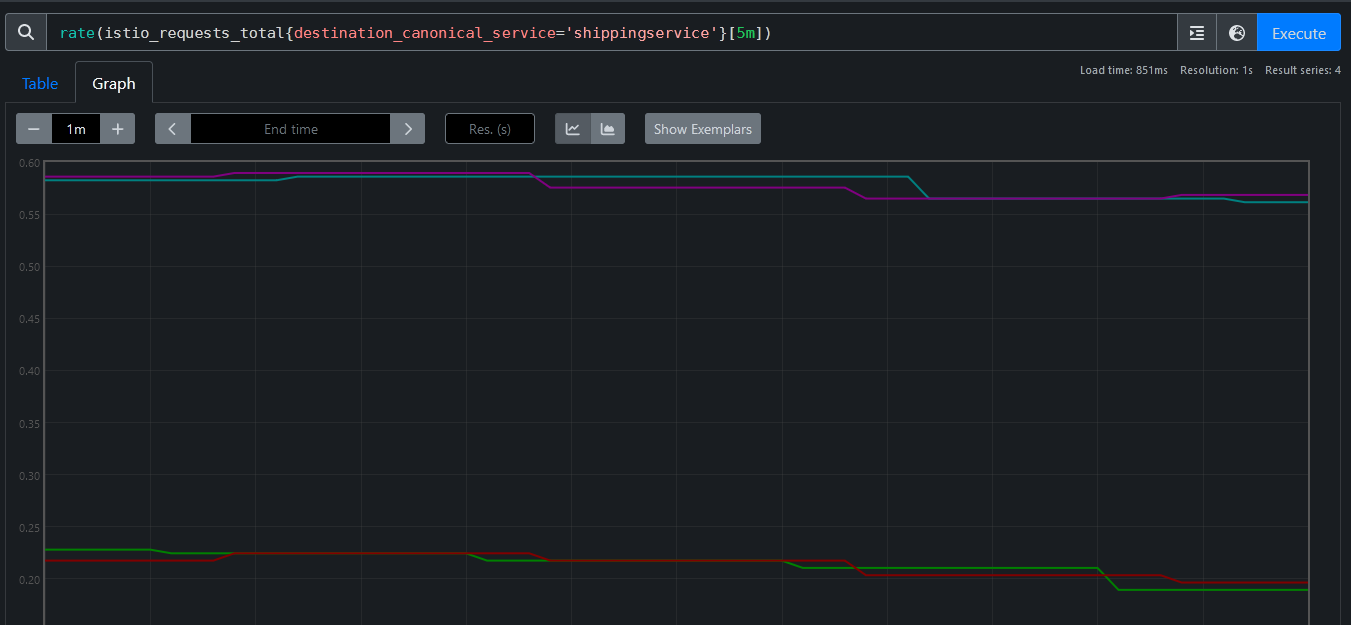 rate(istio_requests_total{destination_canonical_service='shippingservice'}[5m])
Execute
Load time: 851ms Resolution: 1s Result series: 4
Table
Graph
1m
End time
Res. (s)
Show Exemplars
0.60
0.55
0.50
0.45
0.40
0.35
0.30
0.25
0.20